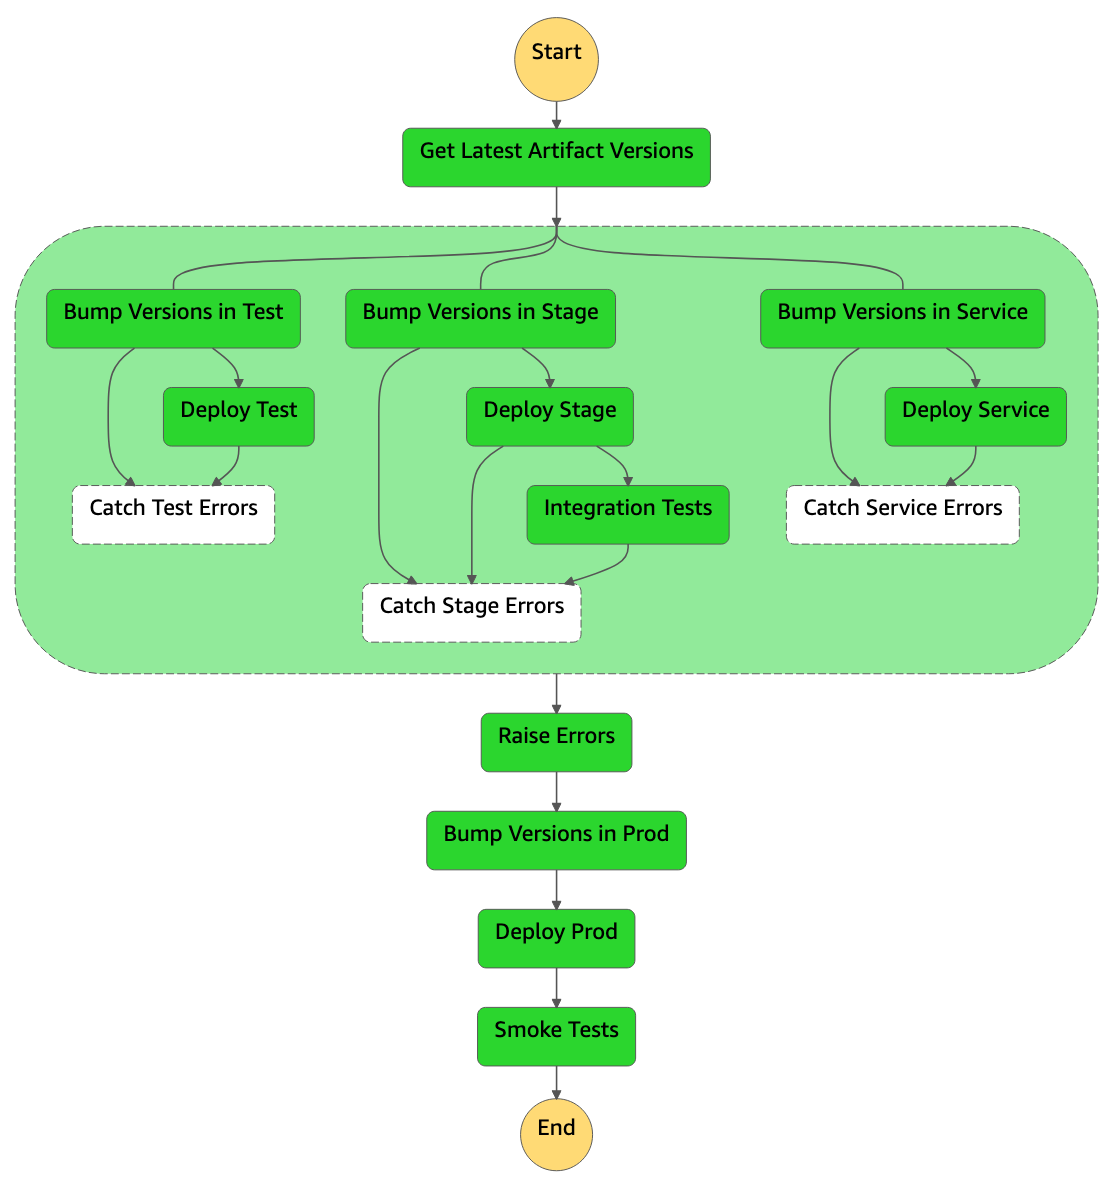 Start
Get Latest Artifact Versions
Bump Versions in Test
Bump Versions in Stage
Bump Versions in Service
Deploy Test
Deploy Stage
Deploy Service
Catch Test Errors
Integration Tests
Catch Service Errors
Catch Stage Errors
Raise Errors
Bump Versions in Prod
Deploy Prod
Smoke Tests
End